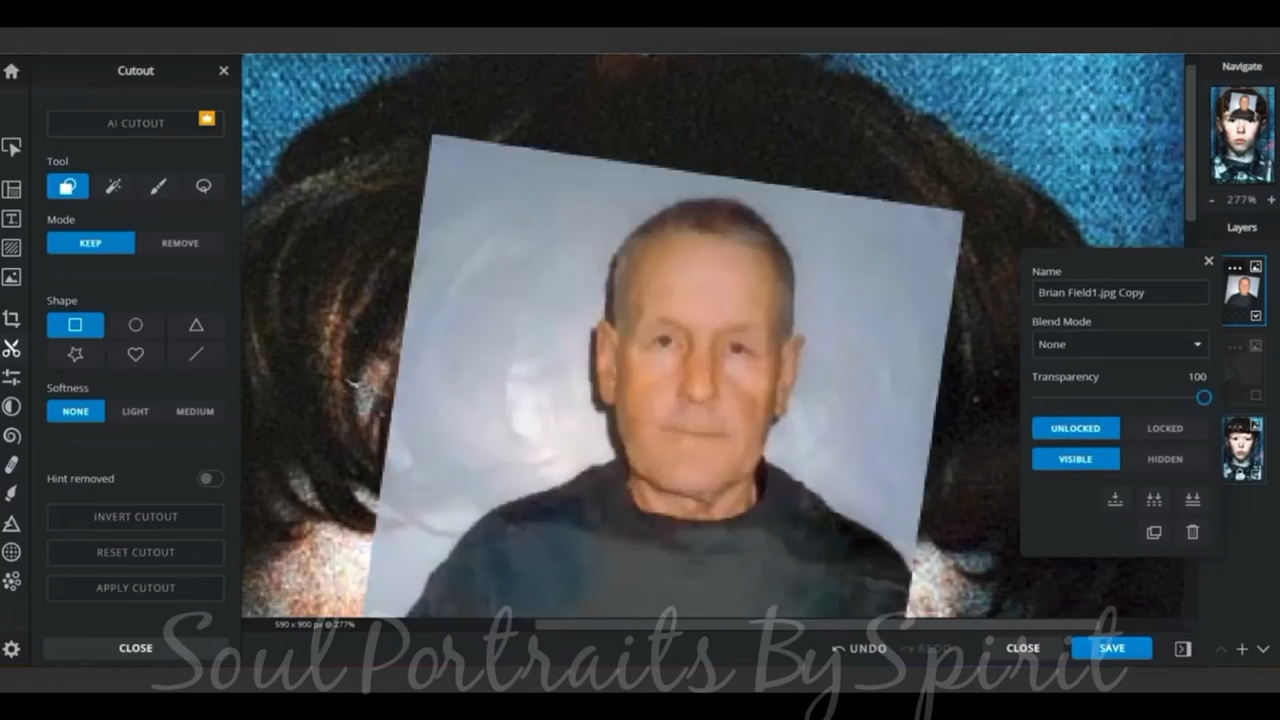 Cutout
AI CUTOUT
Tool
Mode
KEEP
REMOVE
Shape
Softness
NONE
LIGHT
MEDIUM
Hint removed
INVERT CUTOUT
RESET CUTOUT
APPLY CUTOUT
CLOSE
590 x 900 px @ 277%
UNDO
REDO
CLOSE
SAVE
Navigate
277%
Layers
Name
Brian Field1.jpg Copy
Blend Mode
None
Transparency 100
UNLOCKED
LOCKED
VISIBLE
HIDDEN
Soul Portraits By Spirit